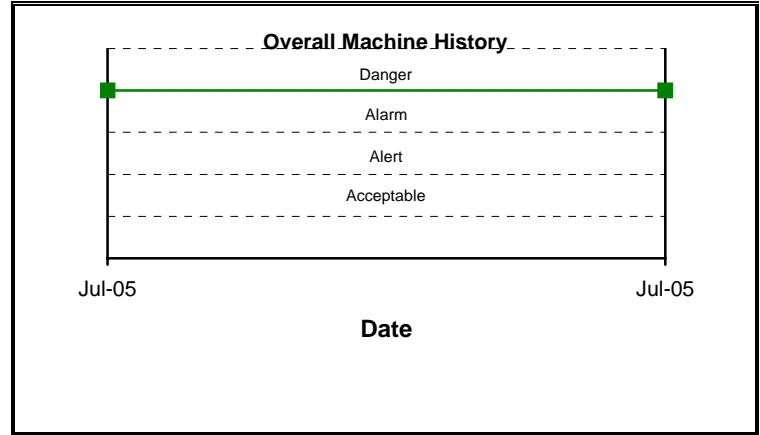 Overall Machine History
Danger
Alarm
Alert
Acceptable
Jul-05 Jul-05
Date